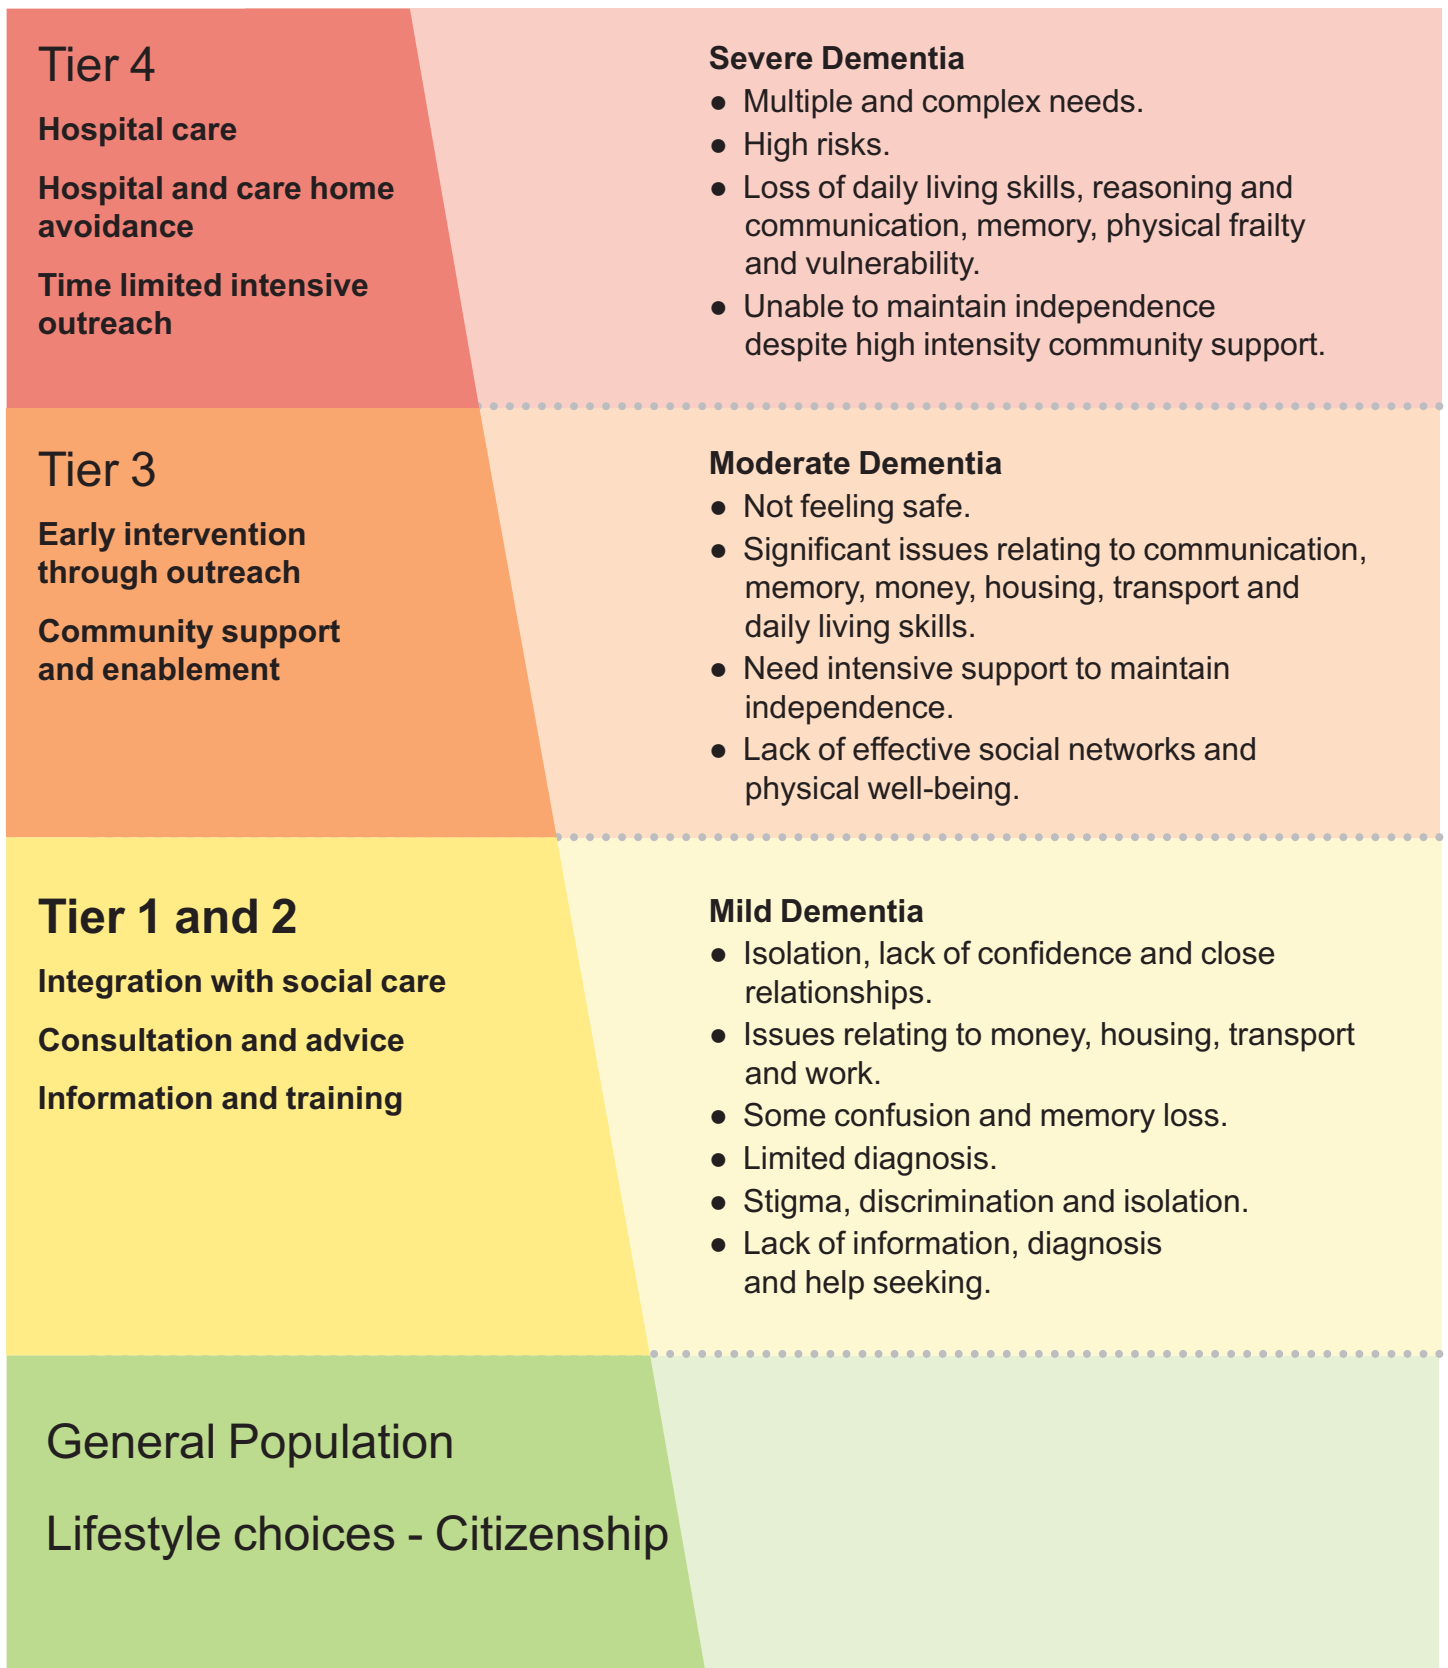 Tier 4
Hospital care
Hospital and care home
avoidance
Time limited intensive
outreach
Severe Dementia
● Multiple and complex needs.
● High risks.
● Loss of daily living skills, reasoning and
communication, memory, physical frailty
and vulnerability.
● Unable to maintain independence
despite high intensity community support.
Tier 3
Early intervention
through outreach
Community support
and enablement
Moderate Dementia
● Not feeling safe.
● Significant issues relating to communication,
memory, money, housing, transport and
daily living skills.
● Need intensive support to maintain
independence.
● Lack of effective social networks and
physical well-being.
Tier 1 and 2
Integration with social care
Consultation and advice
Information and training
Mild Dementia
● Isolation, lack of confidence and close
relationships.
● Issues relating to money, housing, transport
and work.
● Some confusion and memory loss.
● Limited diagnosis.
● Stigma, discrimination and isolation.
● Lack of information, diagnosis
and help seeking.
General Population
Lifestyle choices - Citizenship